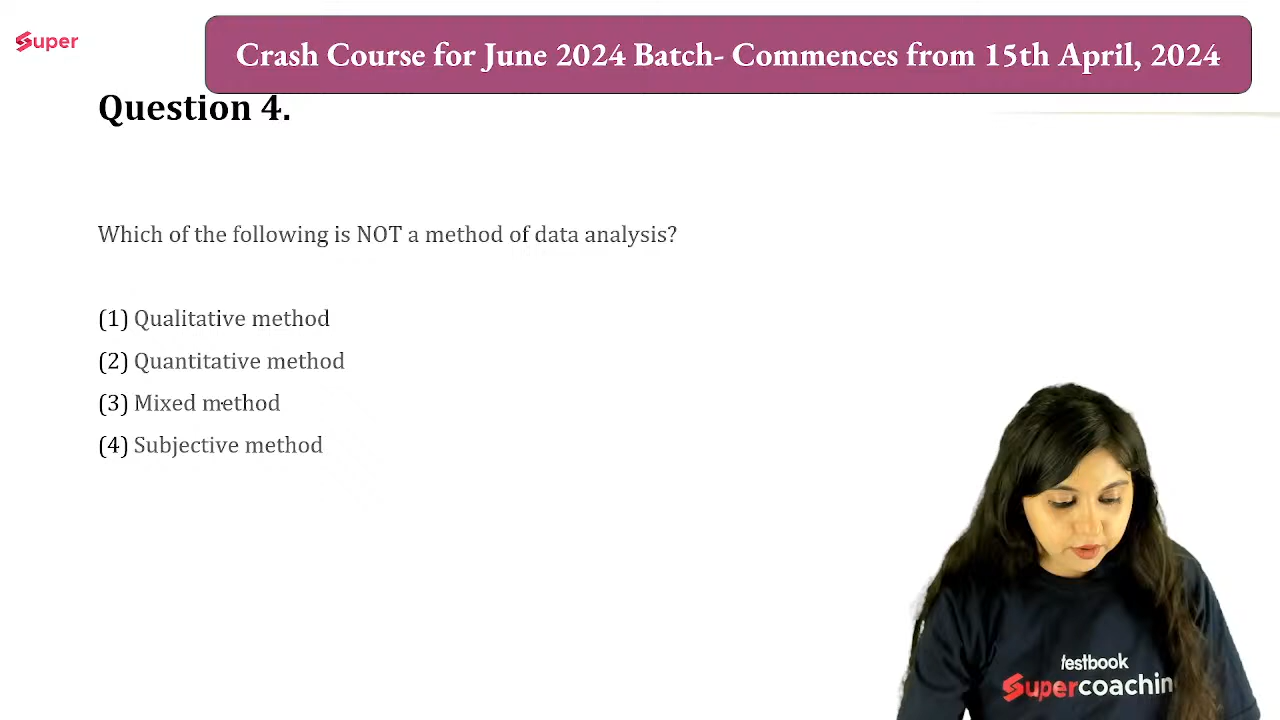 Super
Crash Course for June 2024 Batch- Commences from 15th April, 2024
Question 4.
Which of the following is NOT a method of data analysis?
(1) Qualitative method
(2) Quantitative method
(3) Mixed method
(4) Subjective method
testbook
Supercoachin